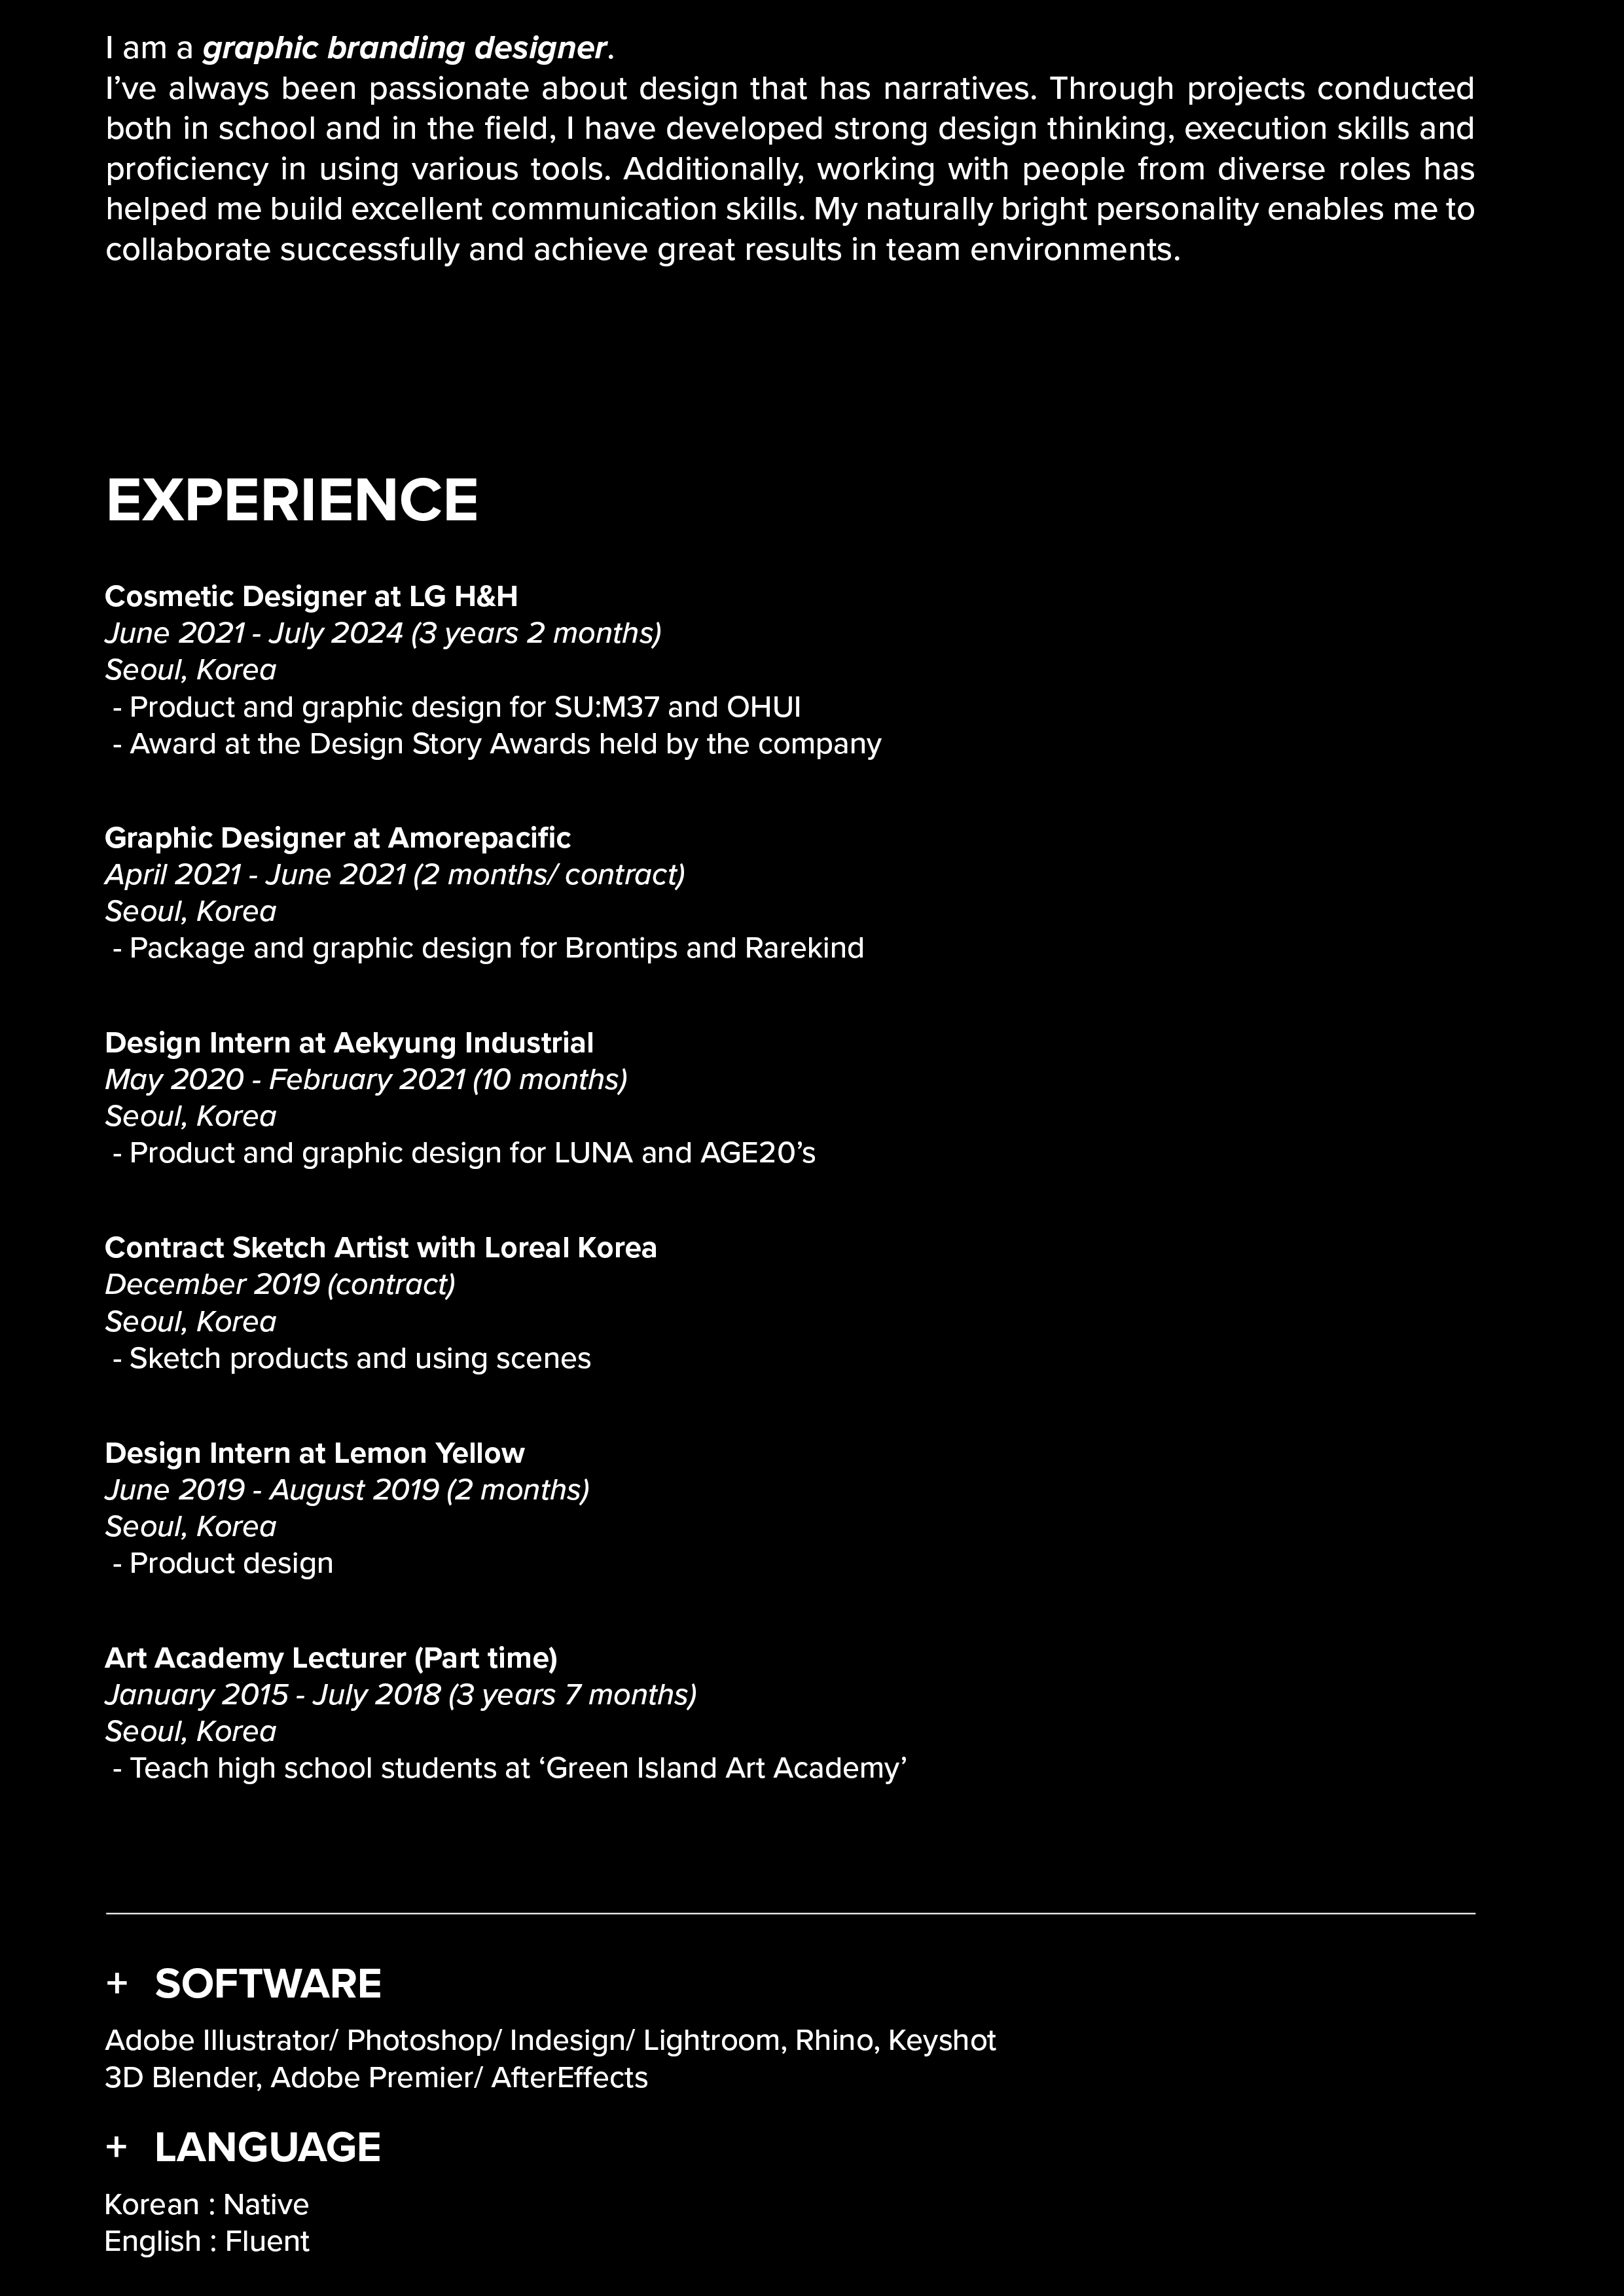 I am a graphic branding designer.
I’ve always been passionate about design that has narratives. Through projects conducted
both in school and in the field, I have developed strong design thinking, execution skills and
proficiency in using various tools. Additionally, working with people from diverse roles has
helped me build excellent communication skills. My naturally bright personality enables me to
collaborate successfully and achieve great results in team environments.
EXPERIENCE
Cosmetic Designer at LG H&H
June 2021 - July 2024 (3 years 2 months)
Seoul, Korea
- Product and graphic design for SU:M37 and OHUI
- Award at the Design Story Awards held by the company
Graphic Designer at Amorepacific
April 2021 - June 2021 (2 months/ contract)
Seoul, Korea
- Package and graphic design for Brontips and Rarekind
Design Intern at Aekyung Industrial
May 2020 - February 2021 (10 months)
Seoul, Korea
- Product and graphic design for LUNA and AGE20’s
Contract Sketch Artist with Loreal Korea
December 2019 (contract)
Seoul, Korea
- Sketch products and using scenes
Design Intern at Lemon Yellow
June 2019 - August 2019 (2 months)
Seoul, Korea
- Product design
Art Academy Lecturer (Part time)
January 2015 - July 2018 (3 years 7 months)
Seoul, Korea
- Teach high school students at ‘Green Island Art Academy’
+ SOFTWARE
Adobe Illustrator/ Photoshop/ Indesign/ Lightroom, Rhino, Keyshot
3D Blender, Adobe Premier/ AfterEffects
+ LANGUAGE
Korean : Native
English : Fluent